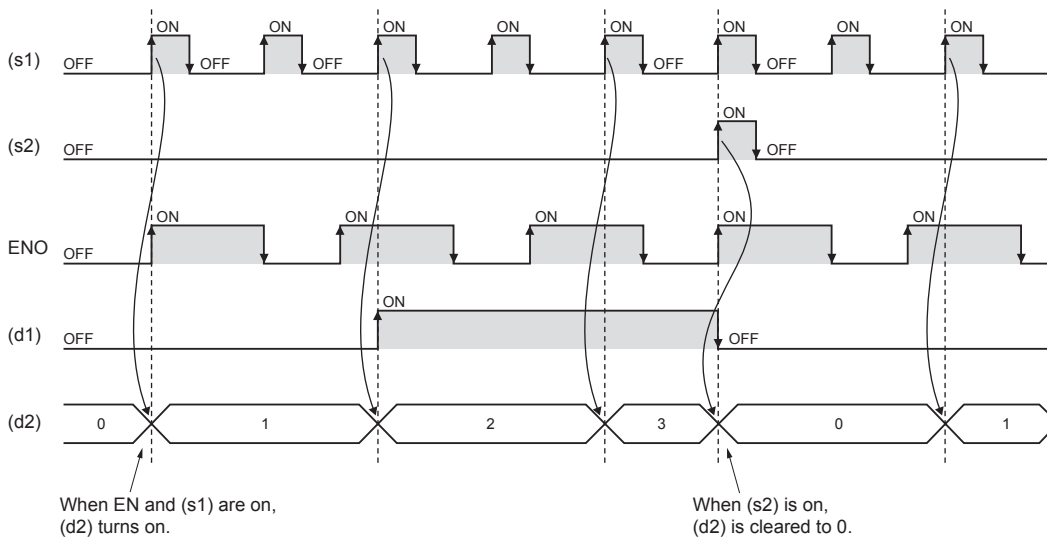 ON ON ON ON ON ON ON ON
(s1) OFF OFF OFF OFF OFF
ON
(s2) OFF OFF
ON ON ON ON ON
ENO OFF
ON
(d1) OFF OFF
(d2) 0 1 2 3 0 1
When EN and (s1) are on,
(d2) turns on.
When (s2) is on,
(d2) is cleared to 0.